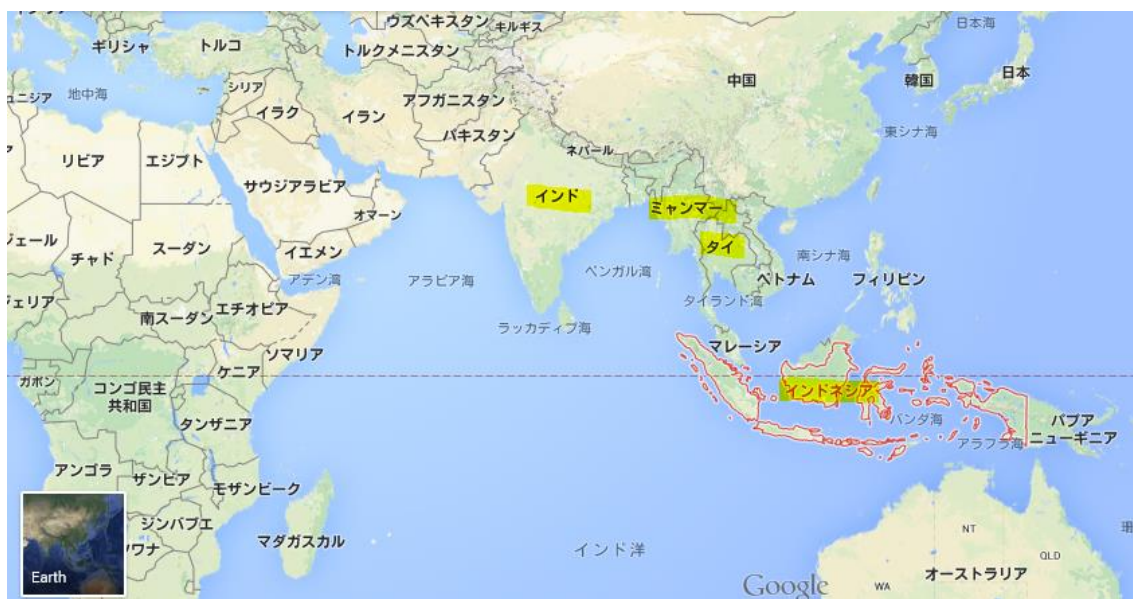 ウズベキスタン
キルギス
日本海
ギリシャ
トルコ
トルクメニスタン
中国
韓国
日本
シリア
ュニジア
地中海
イラク
イラン
アフガニスタン
パキスタン
東シナ海
リビア
エジプト
ネパール
サウジアラビア
インド
ミャンマー
オマーン
ジェール
チャド
スーダン
イエメン
タイ
アデン湾
アラビア海
ベンガル湾
南シナ海
ベトナム
フィリピン
ジェリア
南スーダン
エチオピア
タイランド湾
ラッカディブ海
ソマリア
マレーシア
ガボン
ケニア
コンゴ民主
共和国
インドネシア
タンザニア
バンダ海
アラフラ海
パプア
ニューギニア
アンゴラ
ザンビア
モザンビーク
ジンバブエ
マダガスカル
ツワナ
インド洋
NT
QLD
WA
オーストラリア
珊
Earth
Google